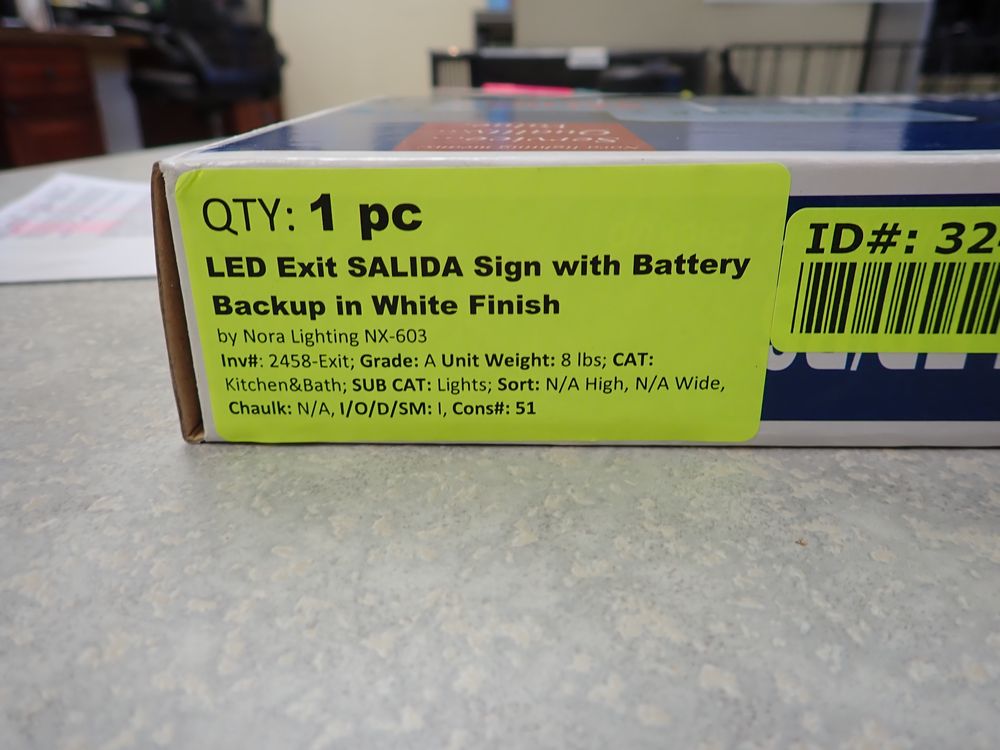 QTY: 1 pc
LED Exit SALIDA Sign with Battery
Backup in White Finish
by Nora Lighting NX-603
Inv#: 2458-Exit; Grade: A Unit Weight: 8 lbs; CAT:
Kitchen&Bath; SUB CAT: Lights; Sort: N/A High, N/A Wide,
Chaulk: N/A, I/O/D/SM: I, Cons#: 51
ID#: 32